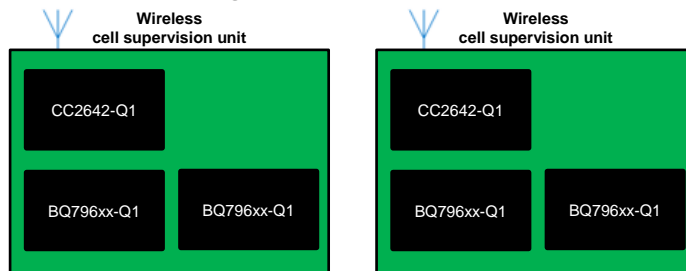 Wireless
cell supervision unit
CC2642-Q1
BQ796xx-Q1
BQ796xx-Q1
Wireless
cell supervision unit
CC2642-Q1
BQ796xx-Q1
BQ796xx-Q1